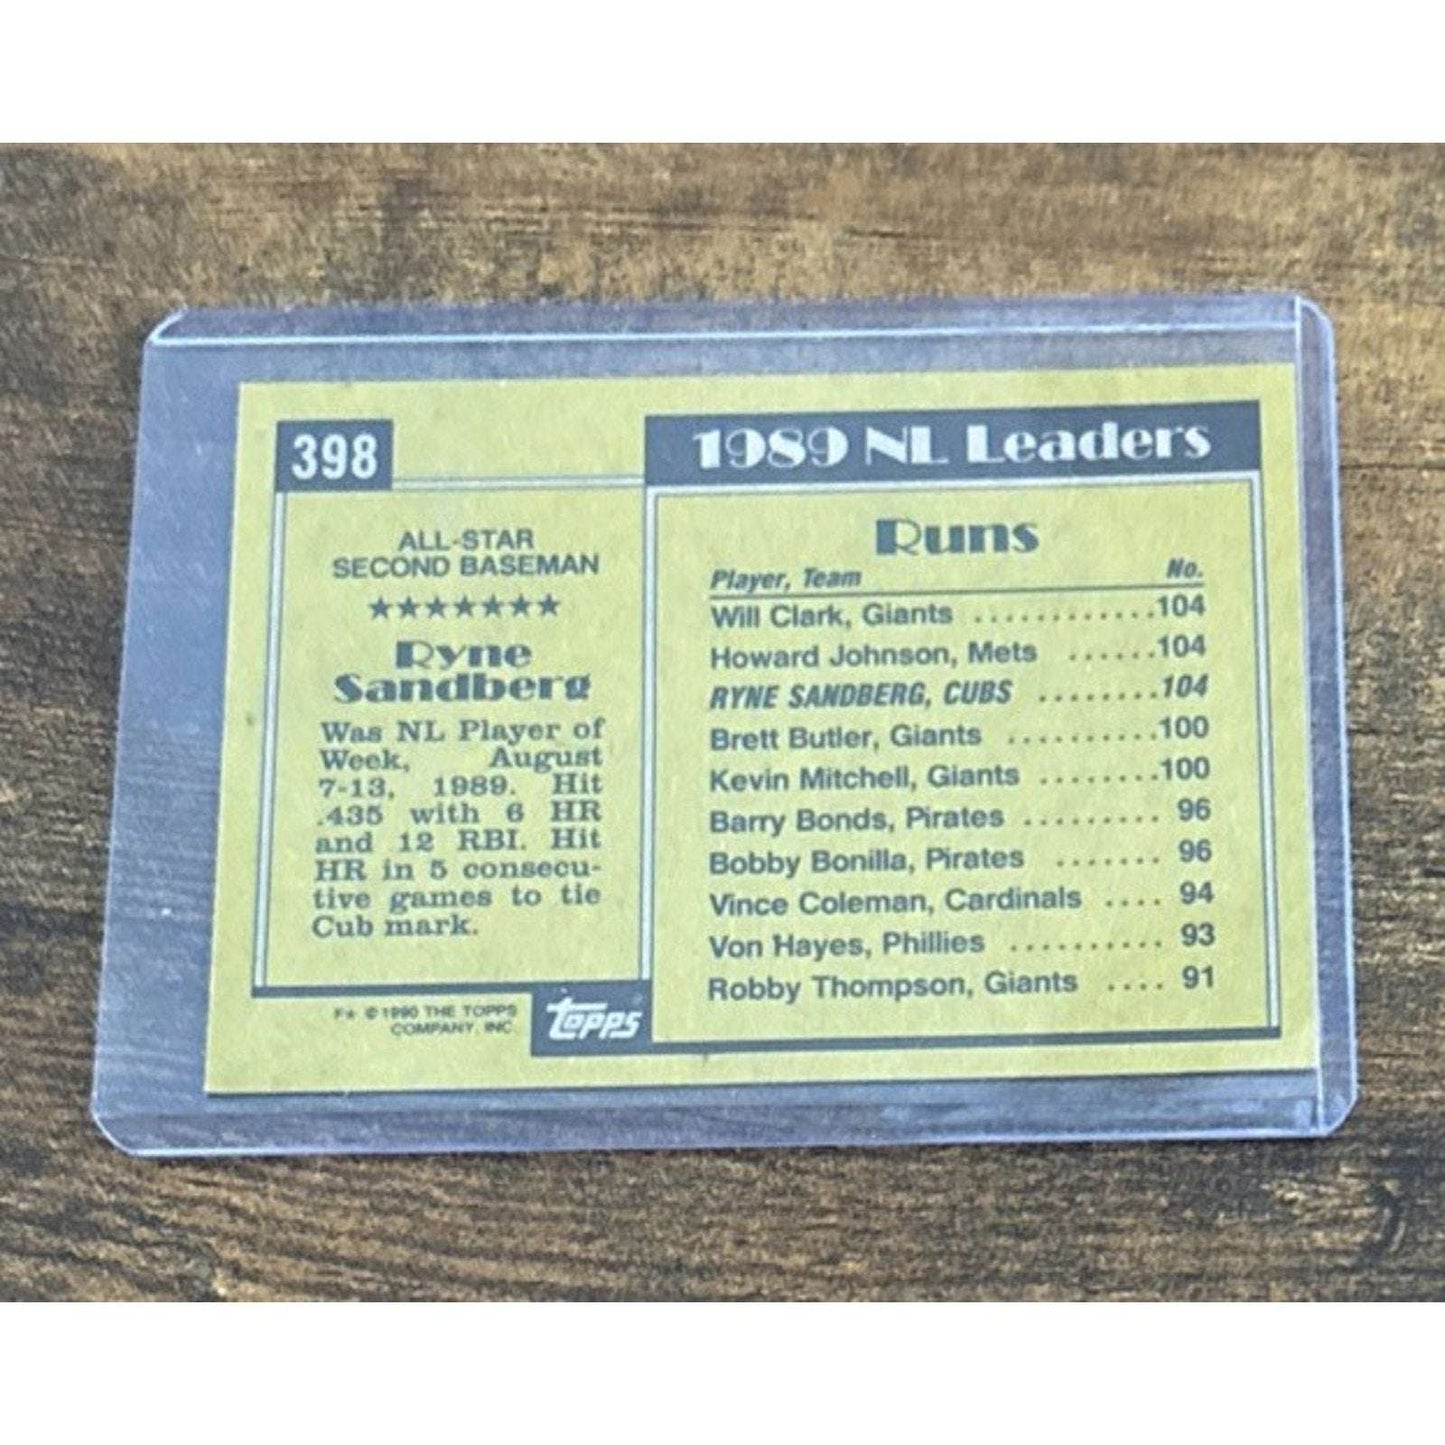 398
ALL-STAR
SECOND BASEMAN
★★★★★★★
Ryne
Sandberg
Was NL Player of
Week, August
7-13, 1989. Hit
.435 with 6 HR
and 12 RBI. Hit
HR in 5 consecu-
tive games to tie
Cub mark.
F★ © 1990 THE TOPPS
COMPANY, INC.
Topps
1989 NL Leaders
Runs
Player, Team No.
Will Clark, Giants ............104
Howard Johnson, Mets ......104
RYNE SANDBERG, CUBS ........104
Brett Butler, Giants ..........100
Kevin Mitchell, Giants ........100
Barry Bonds, Pirates ......... 96
Bobby Bonilla, Pirates ....... 96
Vince Coleman, Cardinals .... 94
Von Hayes, Phillies .......... 93
Robby Thompson, Giants .... 91